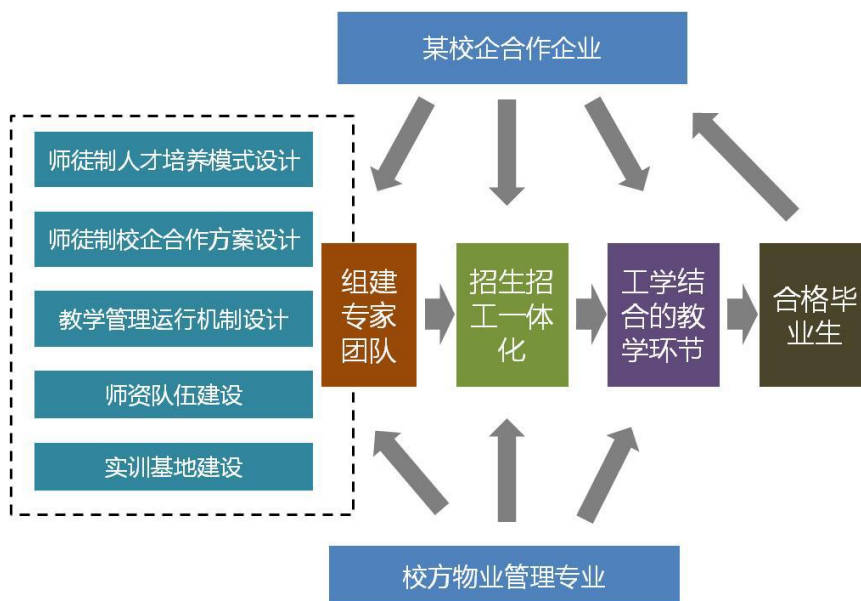 某校企合作企业
师徒制人才培养模式设计
师徒制校企合作方案设计
教学管理运行机制设计
师资队伍建设
实训基地建设
组建
专家
团队
招生招
工一体
化
工学结
合的教
学环节
合格毕
业生
校方物业管理专业